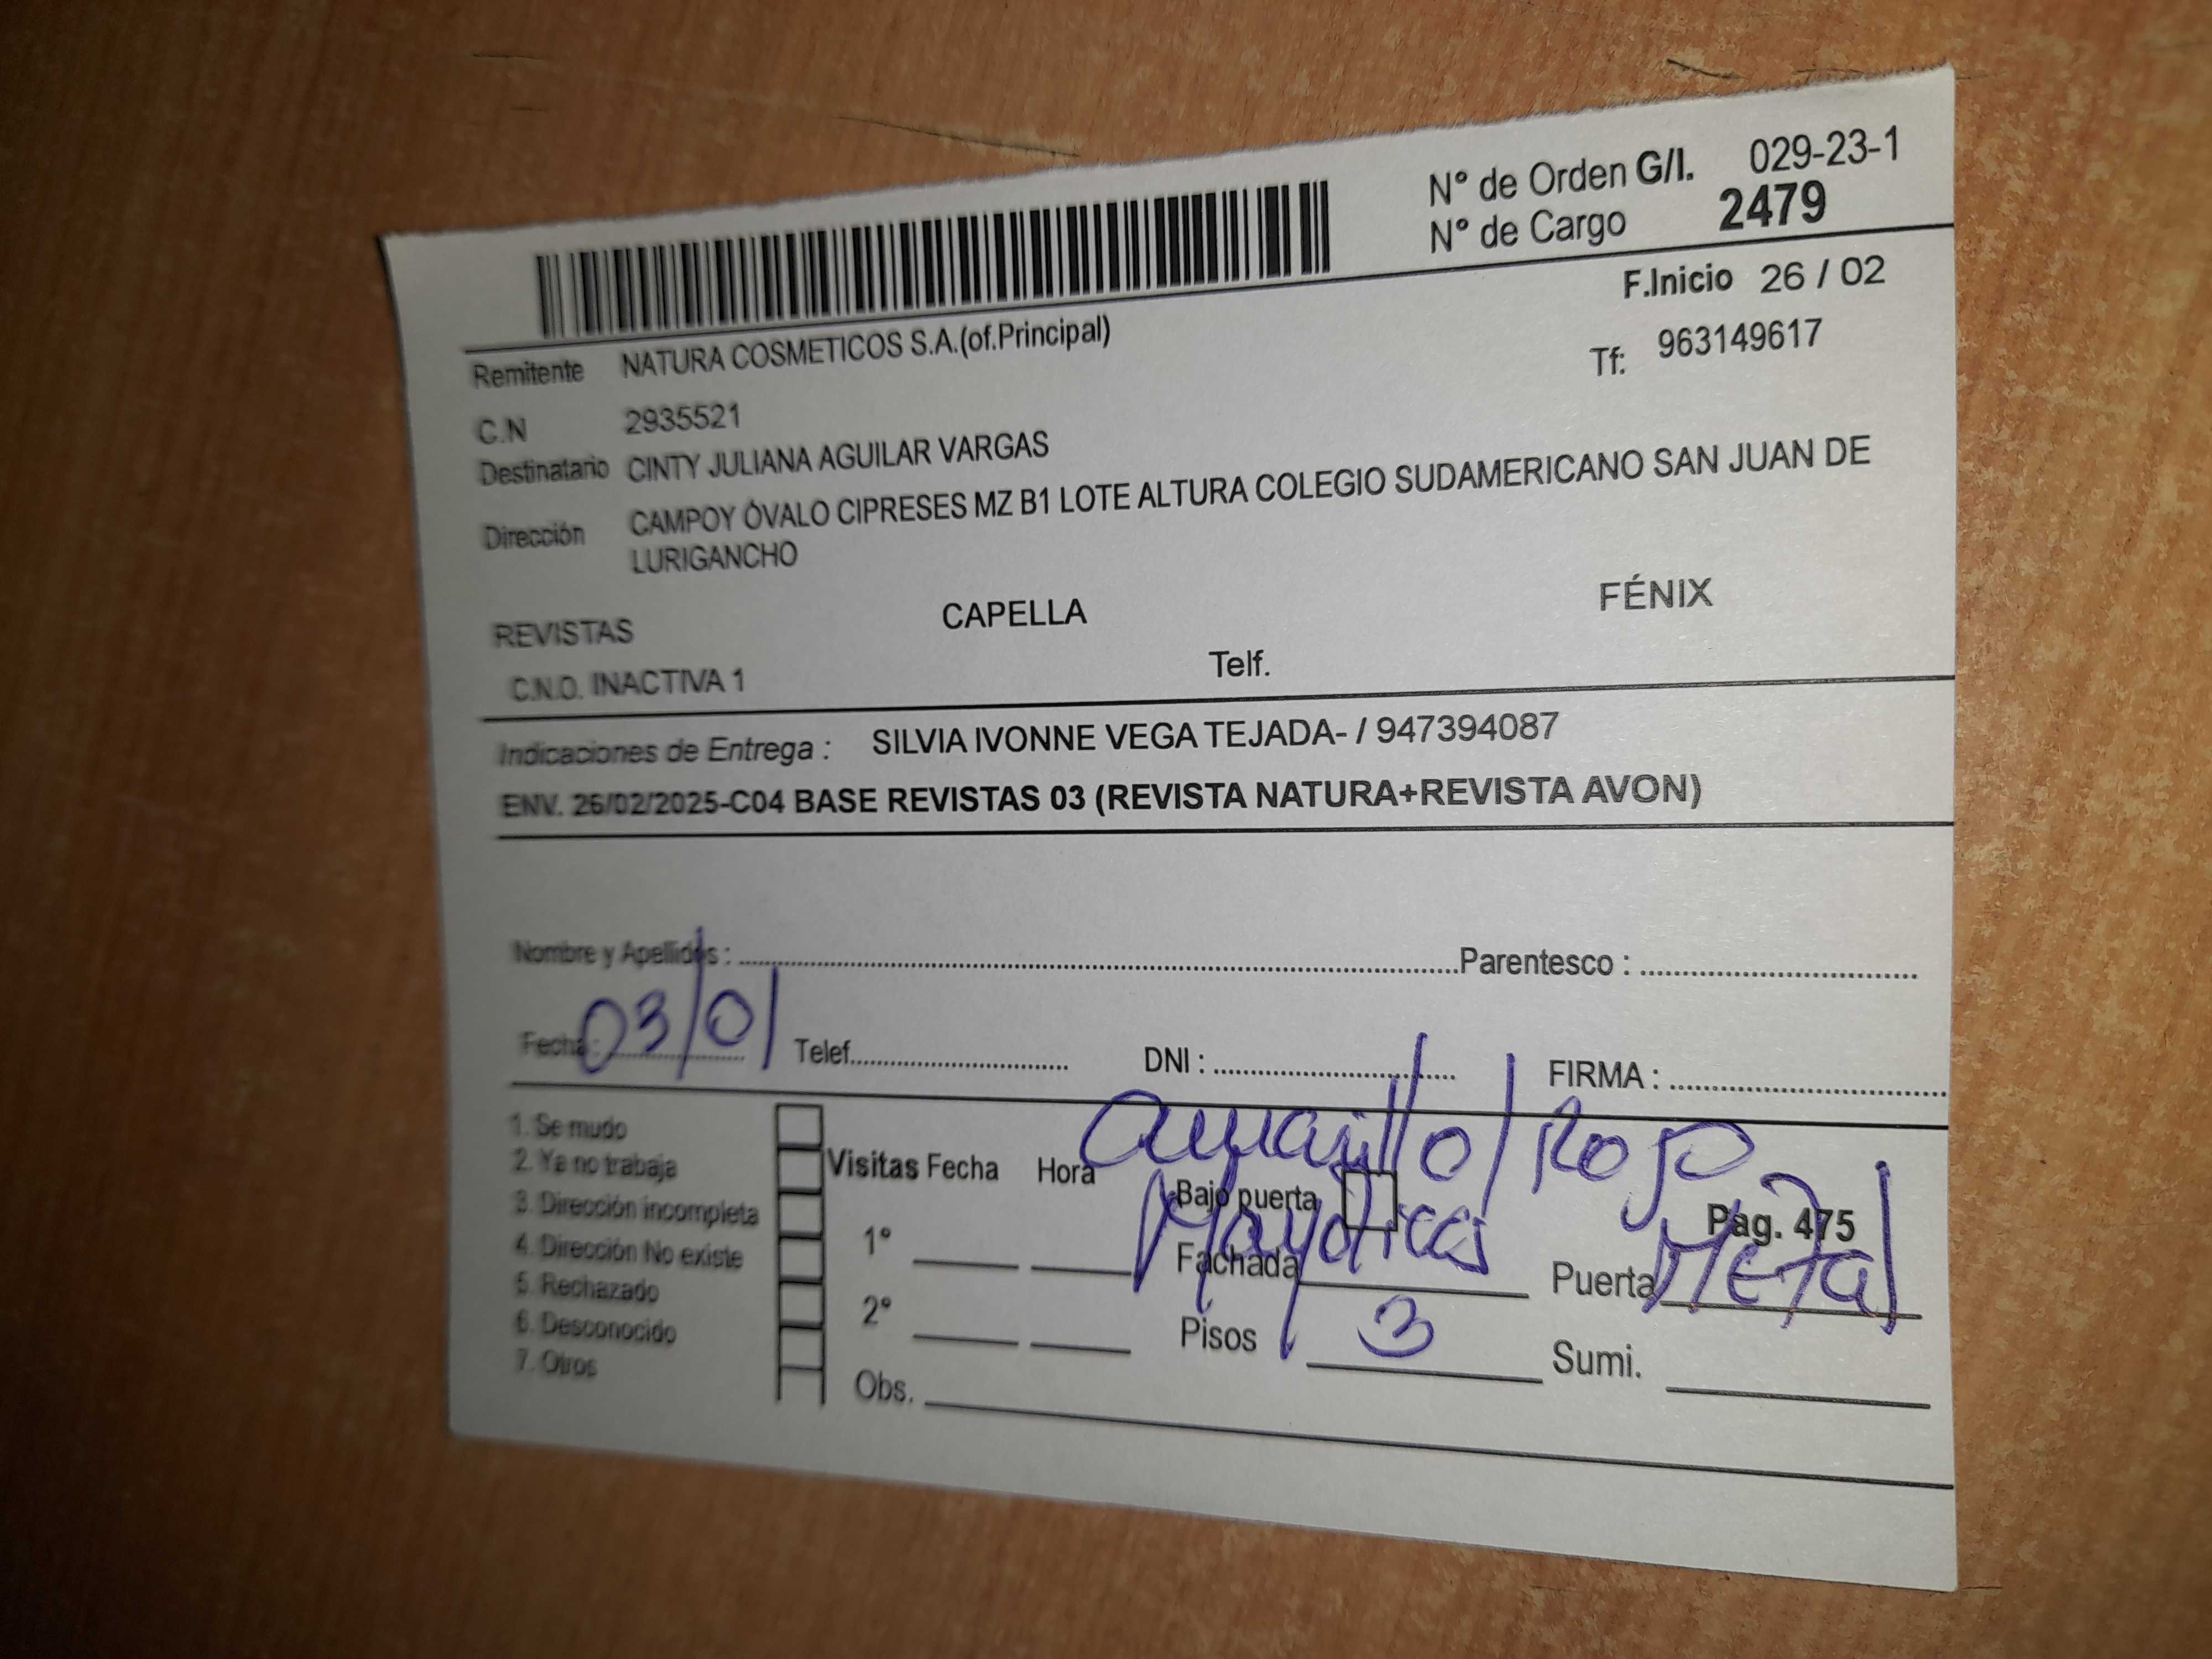 N° de Orden G/I. 029-23-1
N° de Cargo 2479
F.Inicio 26 / 02
Remitente NATURA COSMETICOS S.A.(of.Principal)
Tf: 963149617
C.N 2935521
Destinatario CINTY JULIANA AGUILAR VARGAS
Dirección CAMPOY ÓVALO CIPRESES MZ B1 LOTE ALTURA COLEGIO SUDAMERICANO SAN JUAN DE
LURIGANCHO
REVISTAS CAPELLA FÉNIX
C.N.O. INACTIVA 1 Telf.
Indicaciones de Entrega : SILVIA IVONNE VEGA TEJADA- / 947394087
ENV. 26/02/2025-C04 BASE REVISTAS 03 (REVISTA NATURA+REVISTA AVON)
Nombre y Apellidos : Parentesco :
Fecha : 03/01 Telef. DNI : FIRMA :
Amarillo/Rojo
1. Se mudo
2. Ya no trabaja
3. Dirección incompleta
4. Dirección No existe
5. Rechazado
6. Desconocido
7. Otros
Visitas Fecha Hora
1°
2°
Obs.
Bajo puerta
Pag. 475
Fachada Mayolicas Puerta Metal
Pisos 3 Sumi.